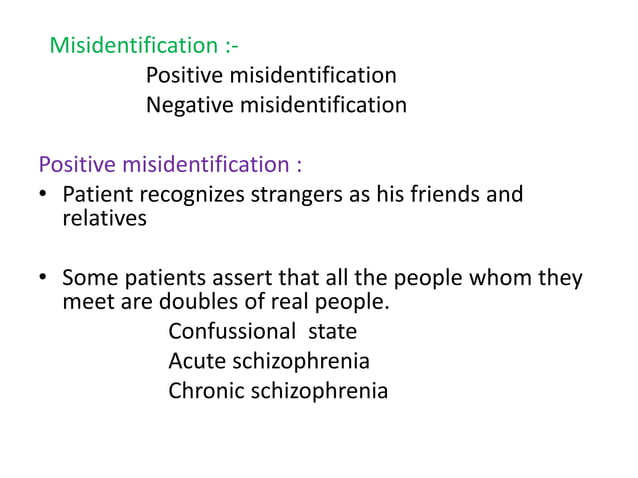 Misidentification :-
Positive misidentification
Negative misidentification
Positive misidentification :
• Patient recognizes strangers as his friends and
relatives
• Some patients assert that all the people whom they
meet are doubles of real people.
Confussional state
Acute schizophrenia
Chronic schizophrenia